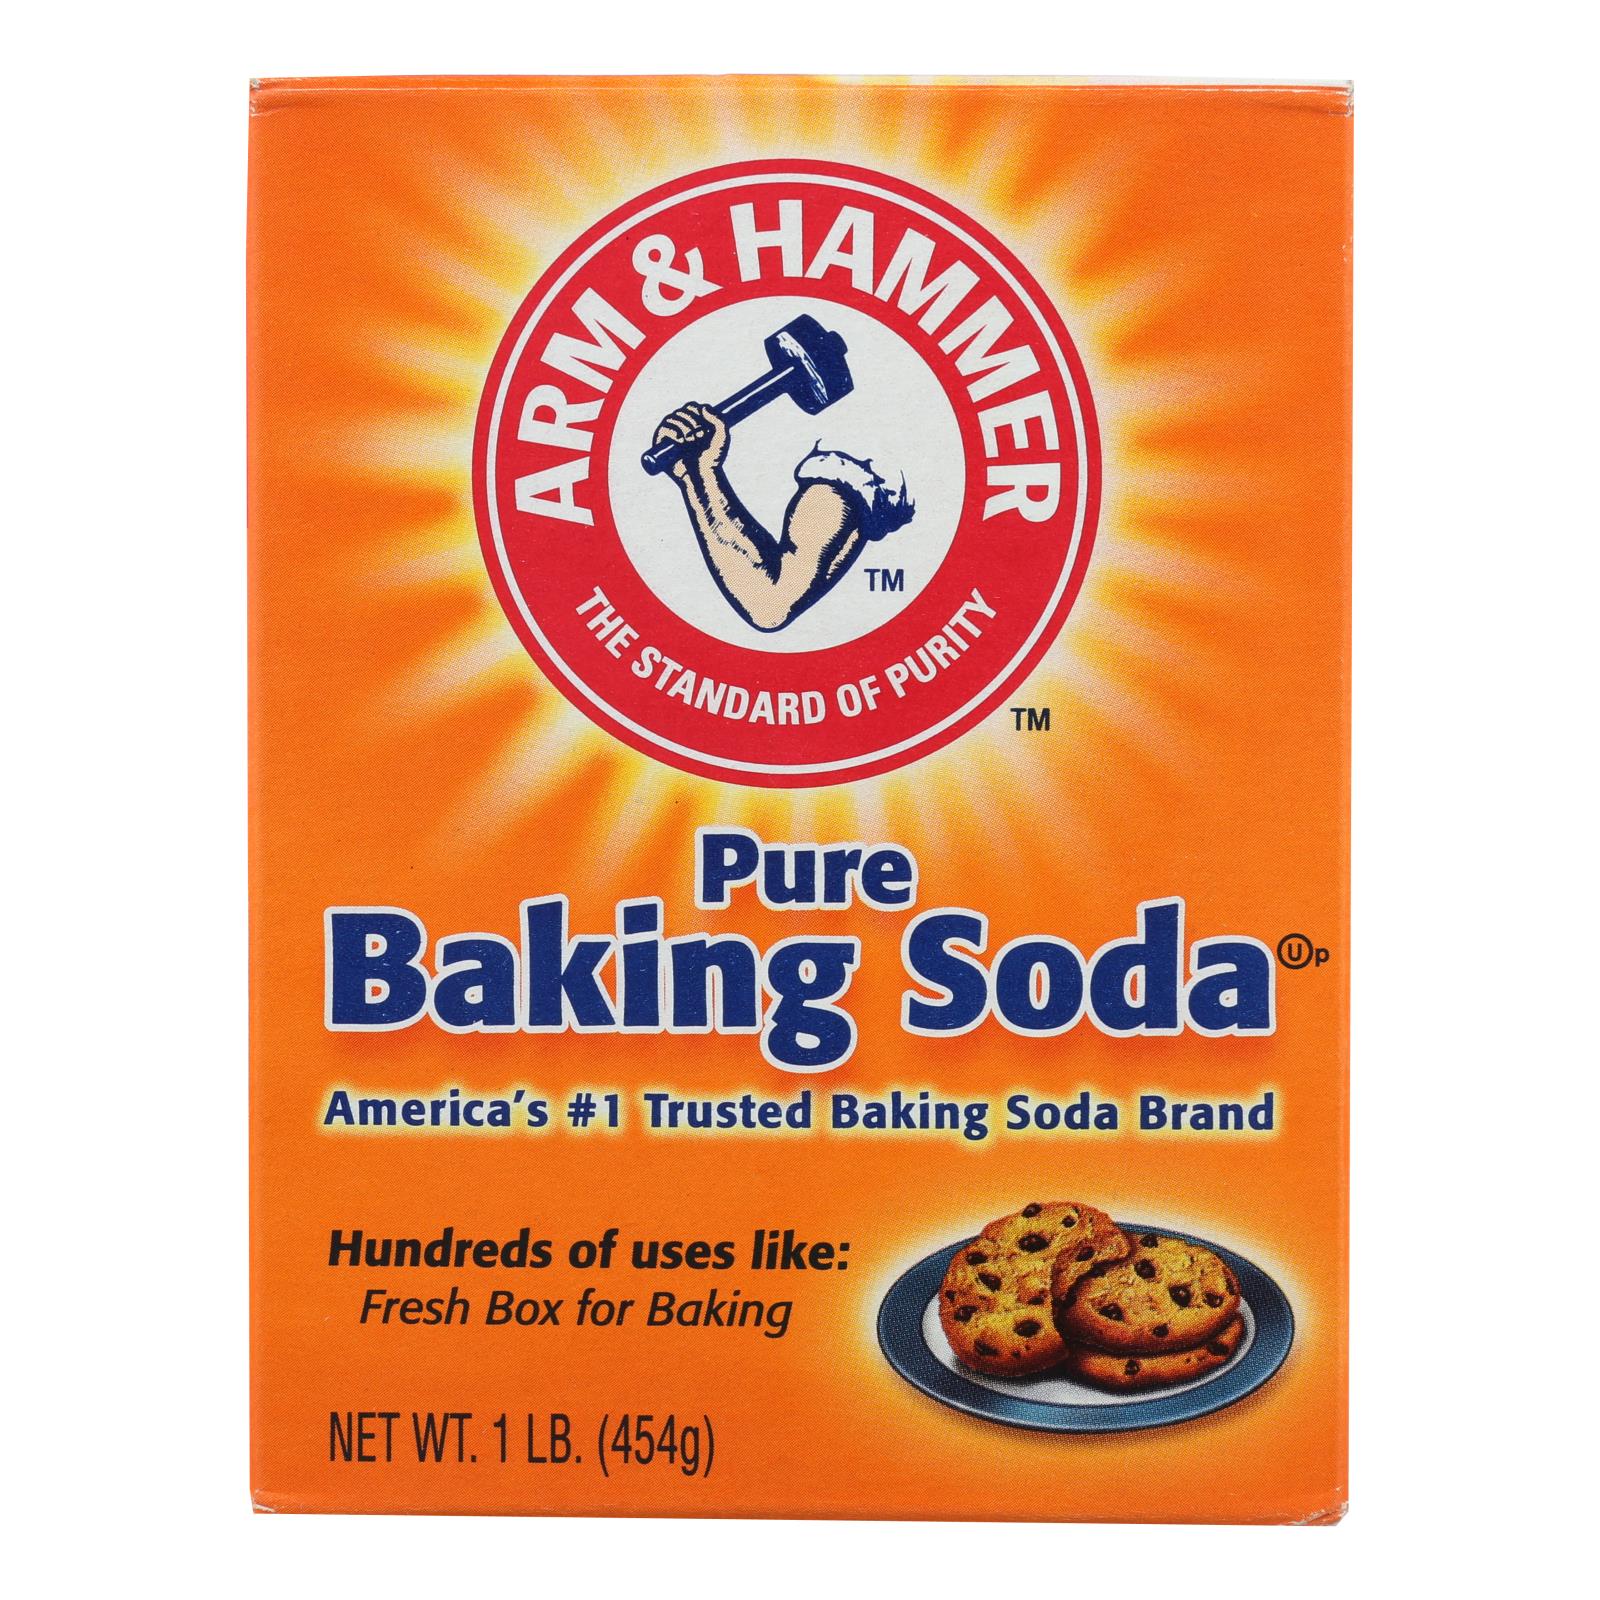 ARM & HAMMER
TM
THE STANDARD OF PURITY
TM
Pure
Baking Soda Ⓤp
America's #1 Trusted Baking Soda Brand
Hundreds of uses like:
Fresh Box for Baking
NET WT. 1 LB. (454g)